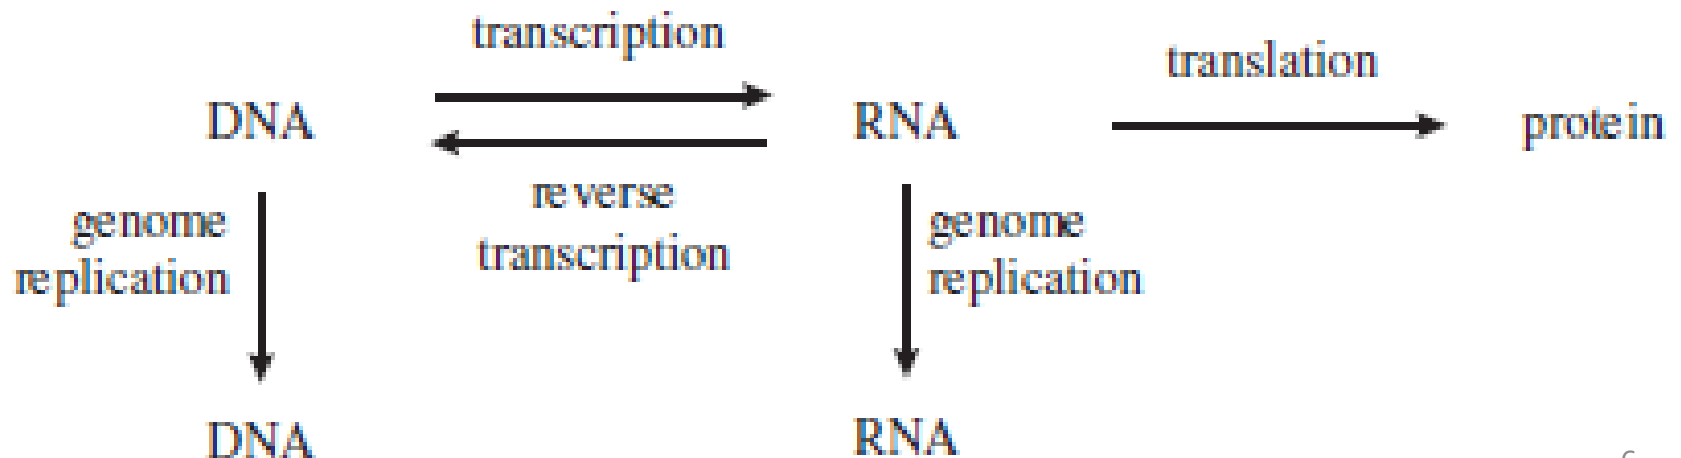 transcription
translation
DNA
RNA
protein
reverse
transcription
genome
replication
genome
replication
DNA
RNA